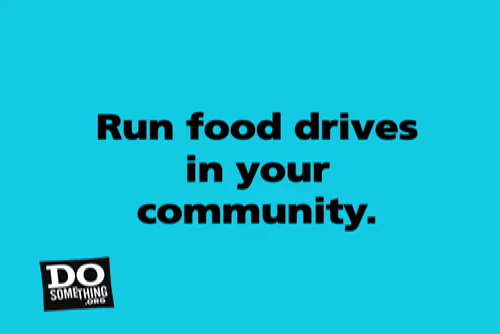 Run food drives
in your
community.
DO
SOMETHING
.ORG